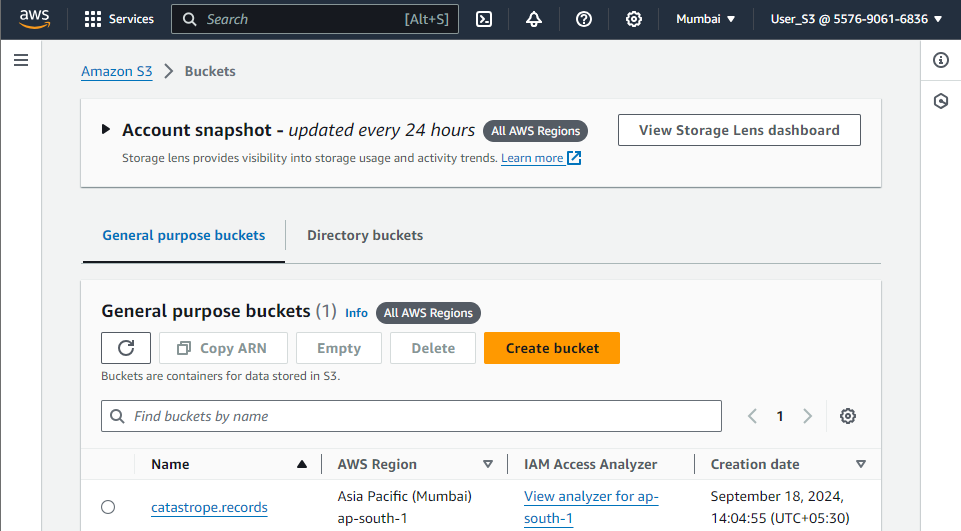 aws Services Search [Alt+S] Mumbai User_S3 @ 5576-9061-6836
Amazon S3 Buckets
Account snapshot - updated every 24 hours All AWS Regions View Storage Lens dashboard
Storage lens provides visibility into storage usage and activity trends. Learn more
General purpose buckets Directory buckets
General purpose buckets (1) Info All AWS Regions
Copy ARN Empty Delete Create bucket
Buckets are containers for data stored in S3.
Find buckets by name 1
Name AWS Region IAM Access Analyzer Creation date
catastrope.records Asia Pacific (Mumbai) View analyzer for ap- September 18, 2024,
ap-south-1 south-1 14:04:55 (UTC+05:30)